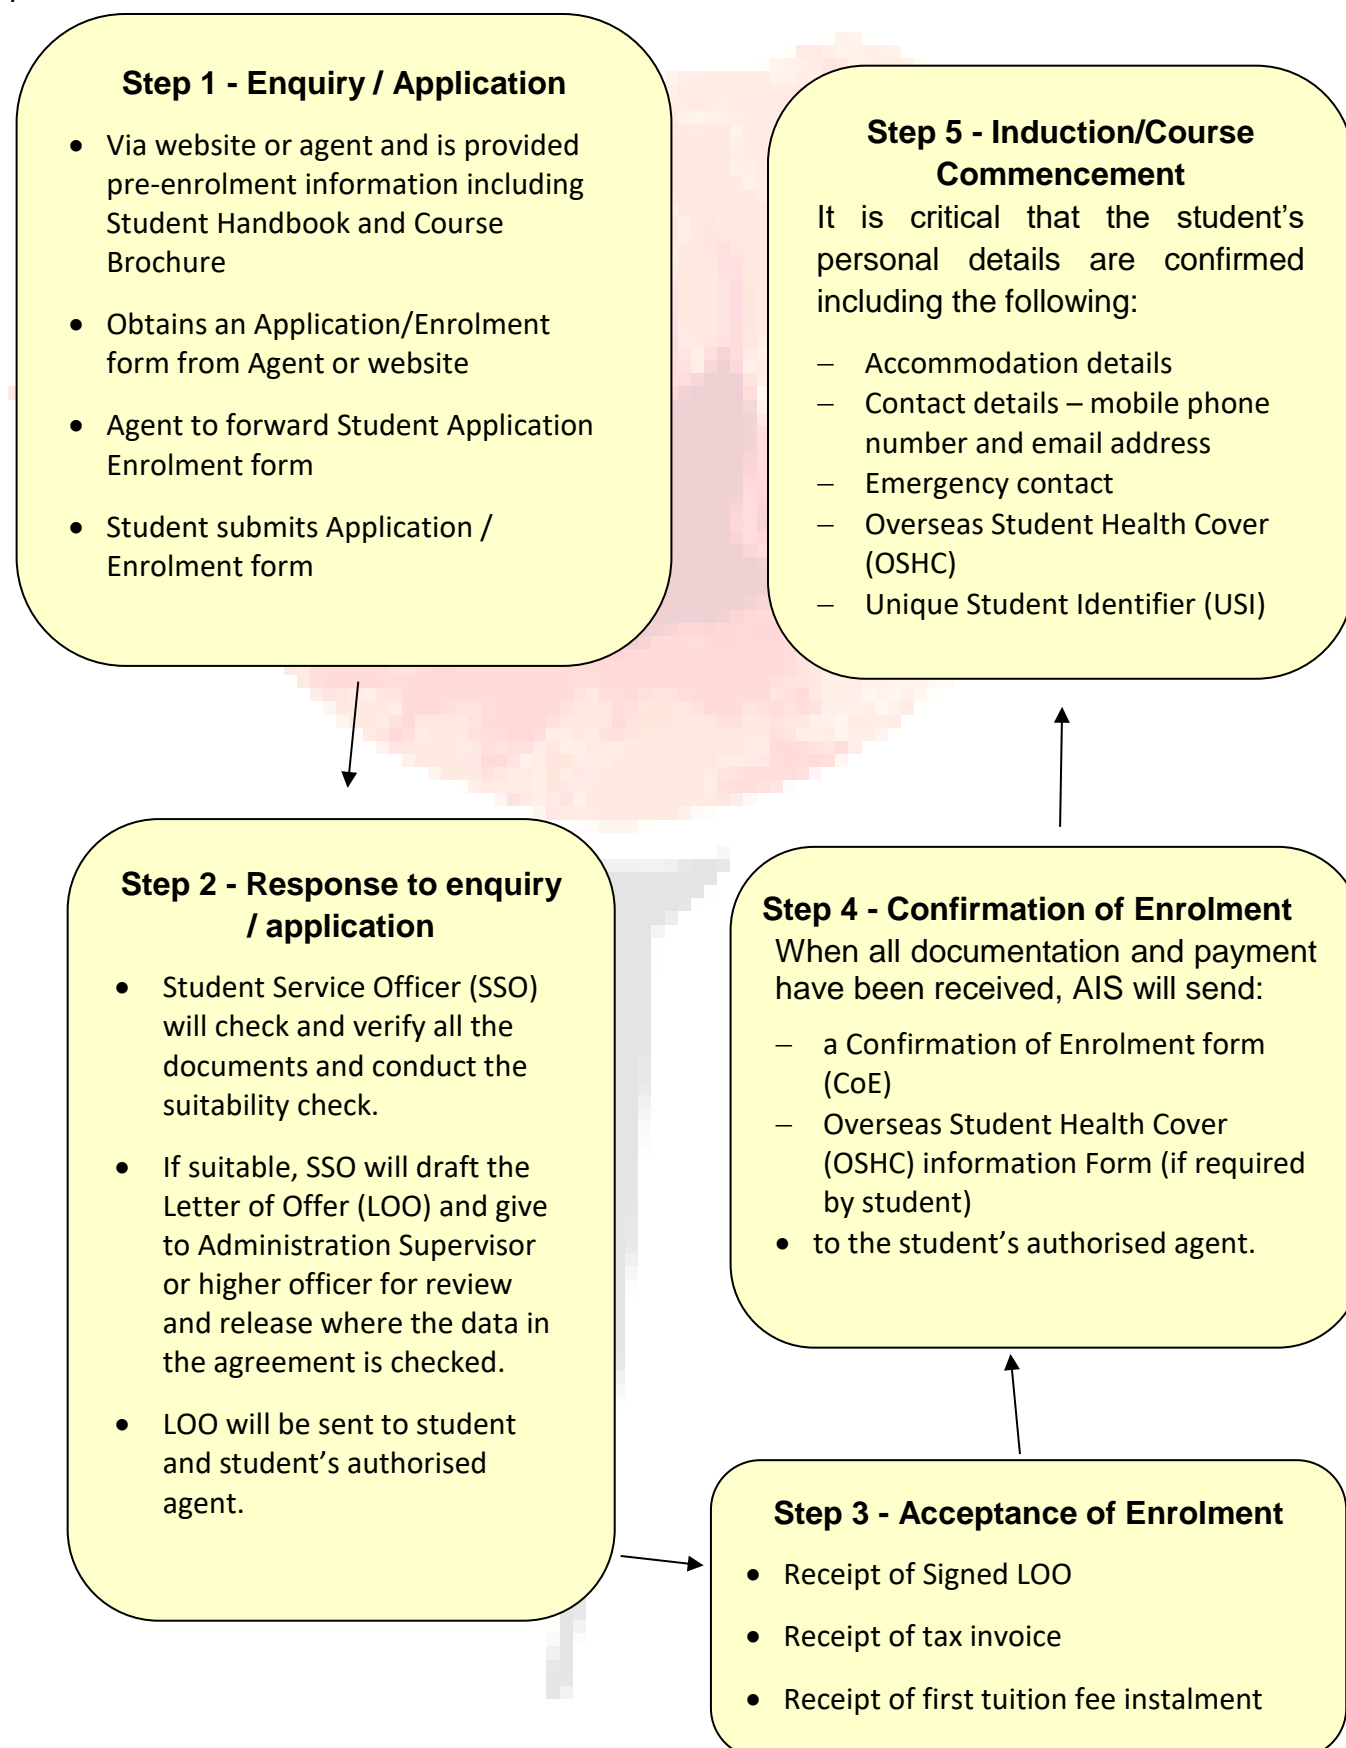 Step 1 - Enquiry / Application
• Via website or agent and is provided
pre-enrolment information including
Student Handbook and Course
Brochure
• Obtains an Application/Enrolment
form from Agent or website
• Agent to forward Student Application
Enrolment form
• Student submits Application /
Enrolment form
Step 2 - Response to enquiry
/ application
• Student Service Officer (SSO)
will check and verify all the
documents and conduct the
suitability check.
• If suitable, SSO will draft the
Letter of Offer (LOO) and give
to Administration Supervisor
or higher officer for review
and release where the data in
the agreement is checked.
• LOO will be sent to student
and student’s authorised
agent.
Step 3 - Acceptance of Enrolment
• Receipt of Signed LOO
• Receipt of tax invoice
• Receipt of first tuition fee instalment
Step 4 - Confirmation of Enrolment
When all documentation and payment
have been received, AIS will send:
– a Confirmation of Enrolment form
(CoE)
– Overseas Student Health Cover
(OSHC) information Form (if required
by student)
• to the student’s authorised agent.
Step 5 - Induction/Course
Commencement
It is critical that the student’s
personal details are confirmed
including the following:
– Accommodation details
– Contact details – mobile phone
number and email address
– Emergency contact
– Overseas Student Health Cover
(OSHC)
– Unique Student Identifier (USI)